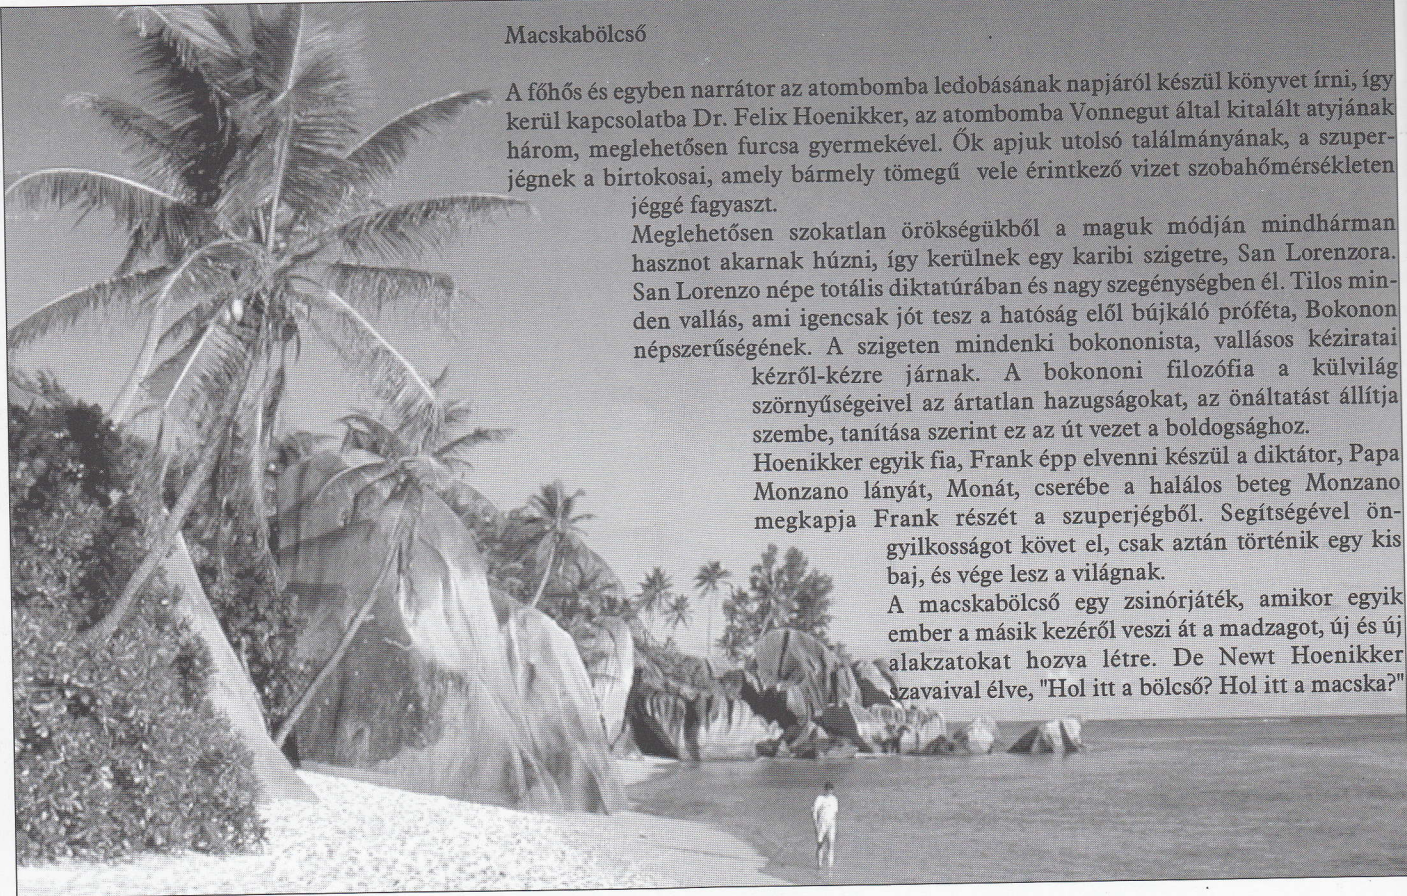 Macskabölcső
A főhős és egyben narrátor az atombomba ledobásának napjáról készül könyvet írni, így
kerül kapcsolatba Dr. Felix Hoenikker, az atombomba Vonnegut által kitalált atyjának
három, meglehetősen furcsa gyermekével. Ők apjuk utolsó találmányának, a szuper-
jégnek a birtokosai, amely bármely tömegű vele érintkező vizet szobahőmérsékleten
jéggé fagyaszt.
Meglehetősen szokatlan örökségükből a maguk módján mindhárman
hasznot akarnak húzni, így kerülnek egy karibi szigetre, San Lorenzora.
San Lorenzo népe totális diktatúrában és nagy szegénységben él. Tilos min-
den vallás, ami igencsak jót tesz a hatóság elől bújkáló próféta, Bokonon
népszerűségének. A szigeten mindenki bokononista, vallásos kéziratai
kézről-kézre járnak. A bokononi filozófia a külvilág
szörnyűségeivel az ártatlan hazugságokat, az önáltatást állítja
szembe, tanítása szerint ez az út vezet a boldogsághoz.
Hoenikker egyik fia, Frank épp elvenni készül a diktátor, Papa
Monzano lányát, Monát, cserébe a halálos beteg Monzano
megkapja Frank részét a szuperjégből. Segítségével ön-
gyilkosságot követ el, csak aztán történik egy kis
baj, és vége lesz a világnak.
A macskabölcső egy zsinórjáték, amikor egyik
ember a másik kezéről veszi át a madzagot, új és új
alakzatokat hozva létre. De Newt Hoenikker
szavaival élve, "Hol itt a bölcső? Hol itt a macska?"